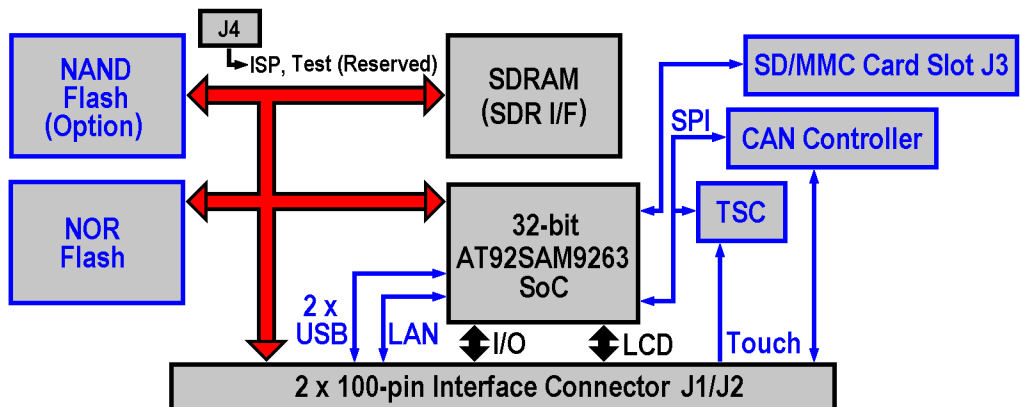 J4
ISP, Test (Reserved)
NAND
Flash
(Option)
SDRAM
(SDR I/F)
SD/MMC Card Slot J3
SPI
CAN Controller
NOR
Flash
32-bit
AT92SAM9263
SoC
TSC
2 x
USB
LAN
I/O
LCD
Touch
2 x 100-pin Interface Connector J1/J2